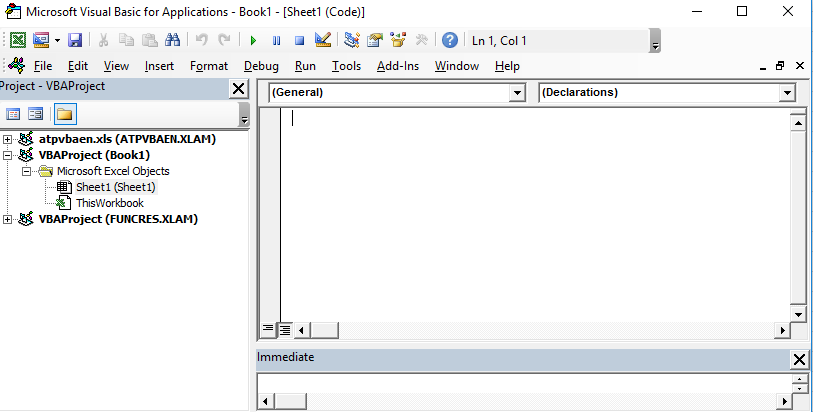 Microsoft Visual Basic for Applications - Book1 - [Sheet1 (Code)]
Ln 1, Col 1
File Edit View Insert Format Debug Run Tools Add-Ins Window Help
Project - VBAProject
(General) (Declarations)
atpvbaen.xls (ATPVBAEN.XLAM)
VBAProject (Book1)
Microsoft Excel Objects
Sheet1 (Sheet1)
ThisWorkbook
VBAProject (FUNCRES.XLAM)
Immediate